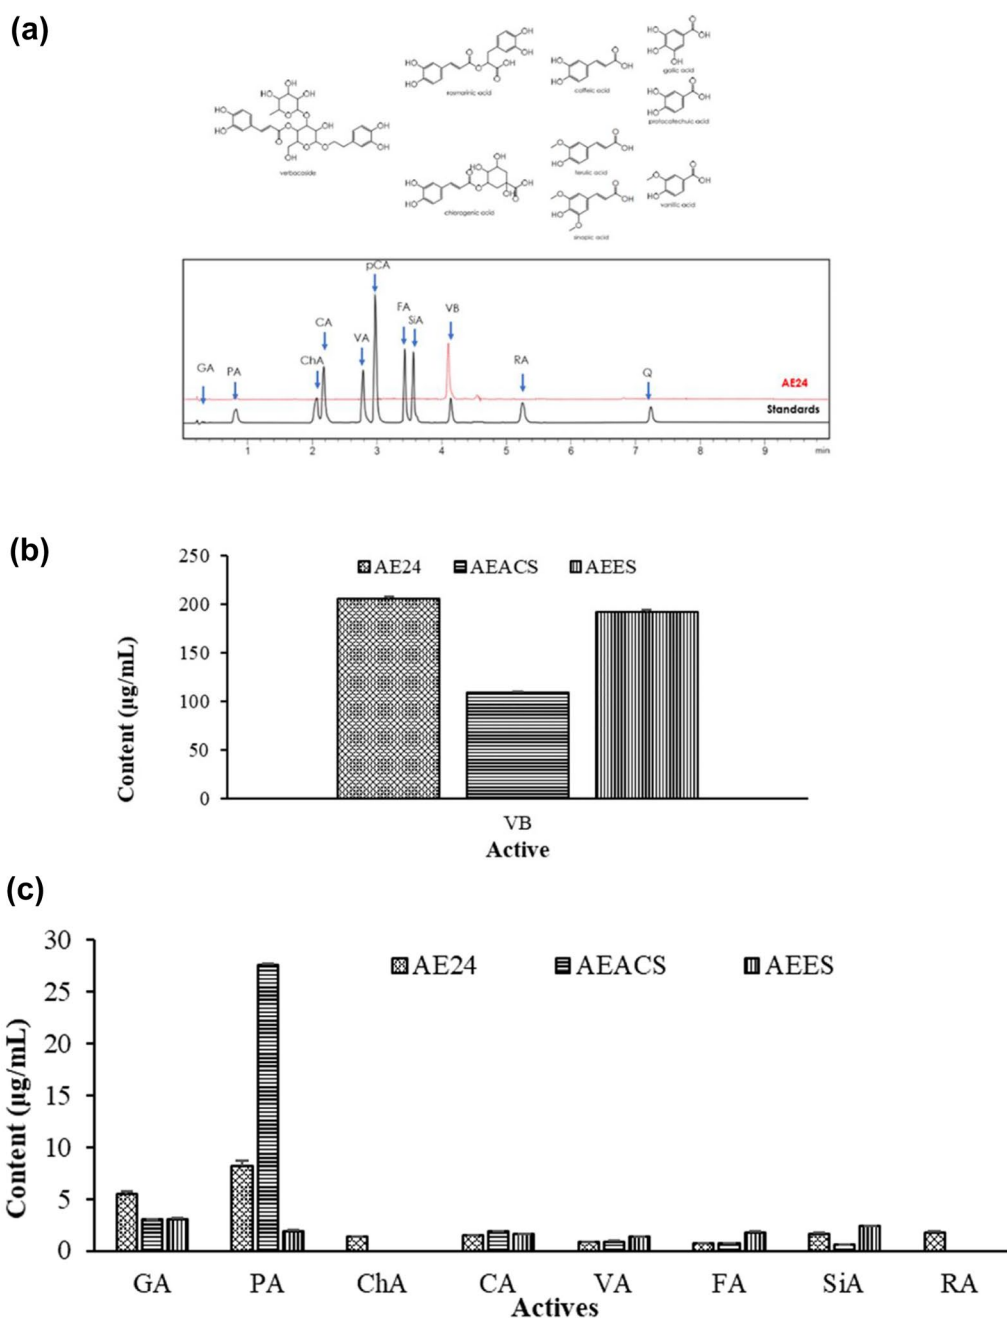 (a)
rosmarinic acid
caffeic acid
gallic acid
protocatechuic acid
verbacoside
chlorogenic acid
ferulic acid
vanillic acid
sinapic acid
pCA
FA
SiA
VB
CA
VA
ChA
GA
PA
RA
Q
AE24
Standards
1 2 3 4 5 6 7 8 9 min
(b)
250
200
150
100
50
0
Content (µg/mL)
AE24 AEACS AEES
VB
Active
(c)
30
25
20
15
10
5
0
Content (µg/mL)
AE24 AEACS AEES
GA PA ChA CA VA FA SiA RA
Actives